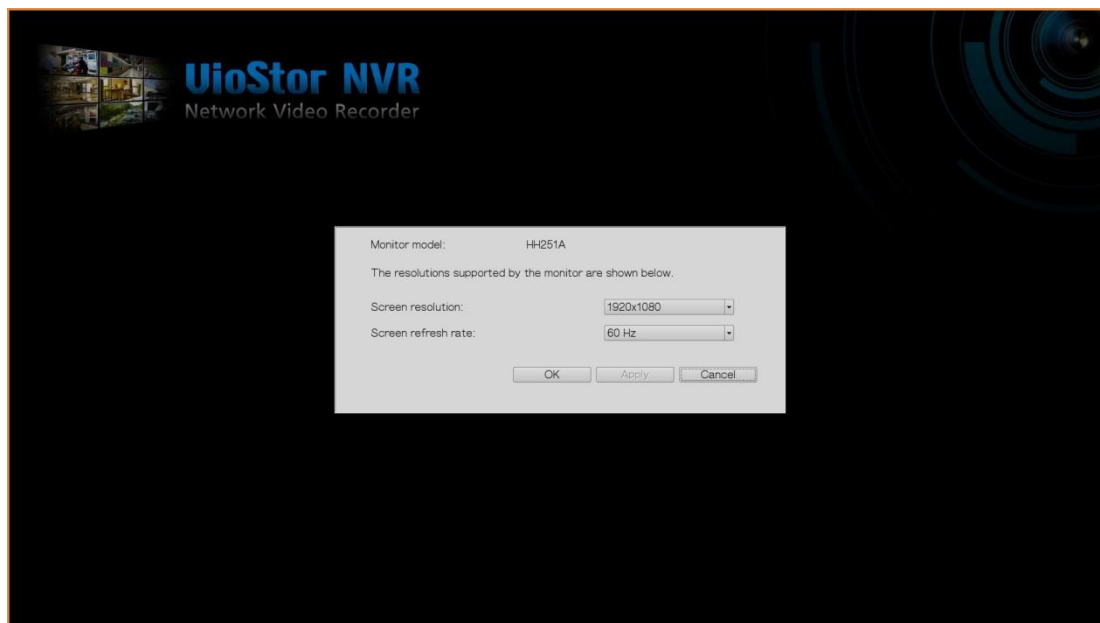 VioStor NVR
Network Video Recorder
Monitor model: HH251A
The resolutions supported by the monitor are shown below.
Screen resolution: 1920x1080
Screen refresh rate: 60 Hz
OK Apply Cancel